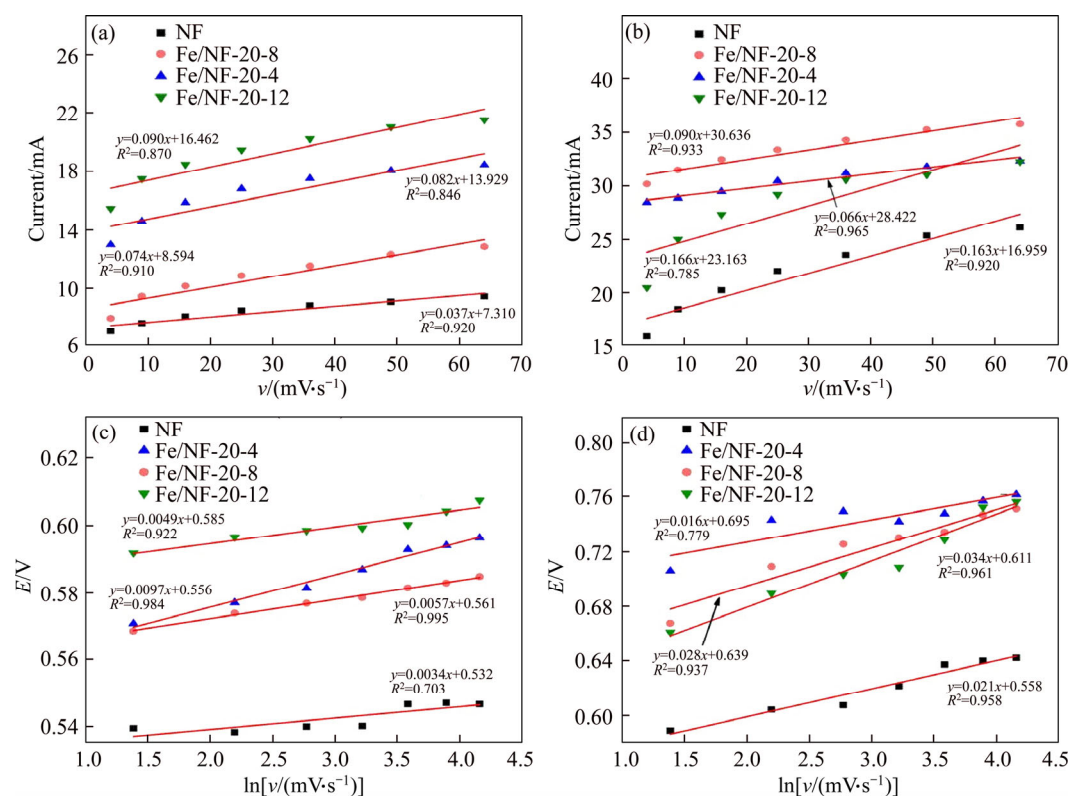 (a)
NF
Fe/NF-20-8
Fe/NF-20-4
Fe/NF-20-12
y=0.090x+16.462
R²=0.870
y=0.082x+13.929
R²=0.846
y=0.074x+8.594
R²=0.910
y=0.037x+7.310
R²=0.920
Current/mA
26
22
18
14
10
6
0 10 20 30 40 50 60 70
v/(mV·s⁻¹)
(b)
NF
Fe/NF-20-8
Fe/NF-20-4
Fe/NF-20-12
y=0.090x+30.636
R²=0.933
y=0.066x+28.422
R²=0.965
y=0.166x+23.163
R²=0.785
y=0.163x+16.959
R²=0.920
Current/mA
40
35
30
25
20
15
0 10 20 30 40 50 60 70
v/(mV·s⁻¹)
(c)
NF
Fe/NF-20-4
Fe/NF-20-8
Fe/NF-20-12
y=0.0049x+0.585
R²=0.922
y=0.0097x+0.556
R²=0.984
y=0.0057x+0.561
R²=0.995
y=0.0034x+0.532
R²=0.703
E/V
0.62
0.60
0.58
0.56
0.54
1.0 1.5 2.0 2.5 3.0 3.5 4.0 4.5
ln[v/(mV·s⁻¹)]
(d)
NF
Fe/NF-20-4
Fe/NF-20-8
Fe/NF-20-12
y=0.016x+0.695
R²=0.779
y=0.034x+0.611
R²=0.961
y=0.028x+0.639
R²=0.937
y=0.021x+0.558
R²=0.958
E/V
0.80
0.76
0.72
0.68
0.64
0.60
1.0 1.5 2.0 2.5 3.0 3.5 4.0 4.5
ln[v/(mV·s⁻¹)]